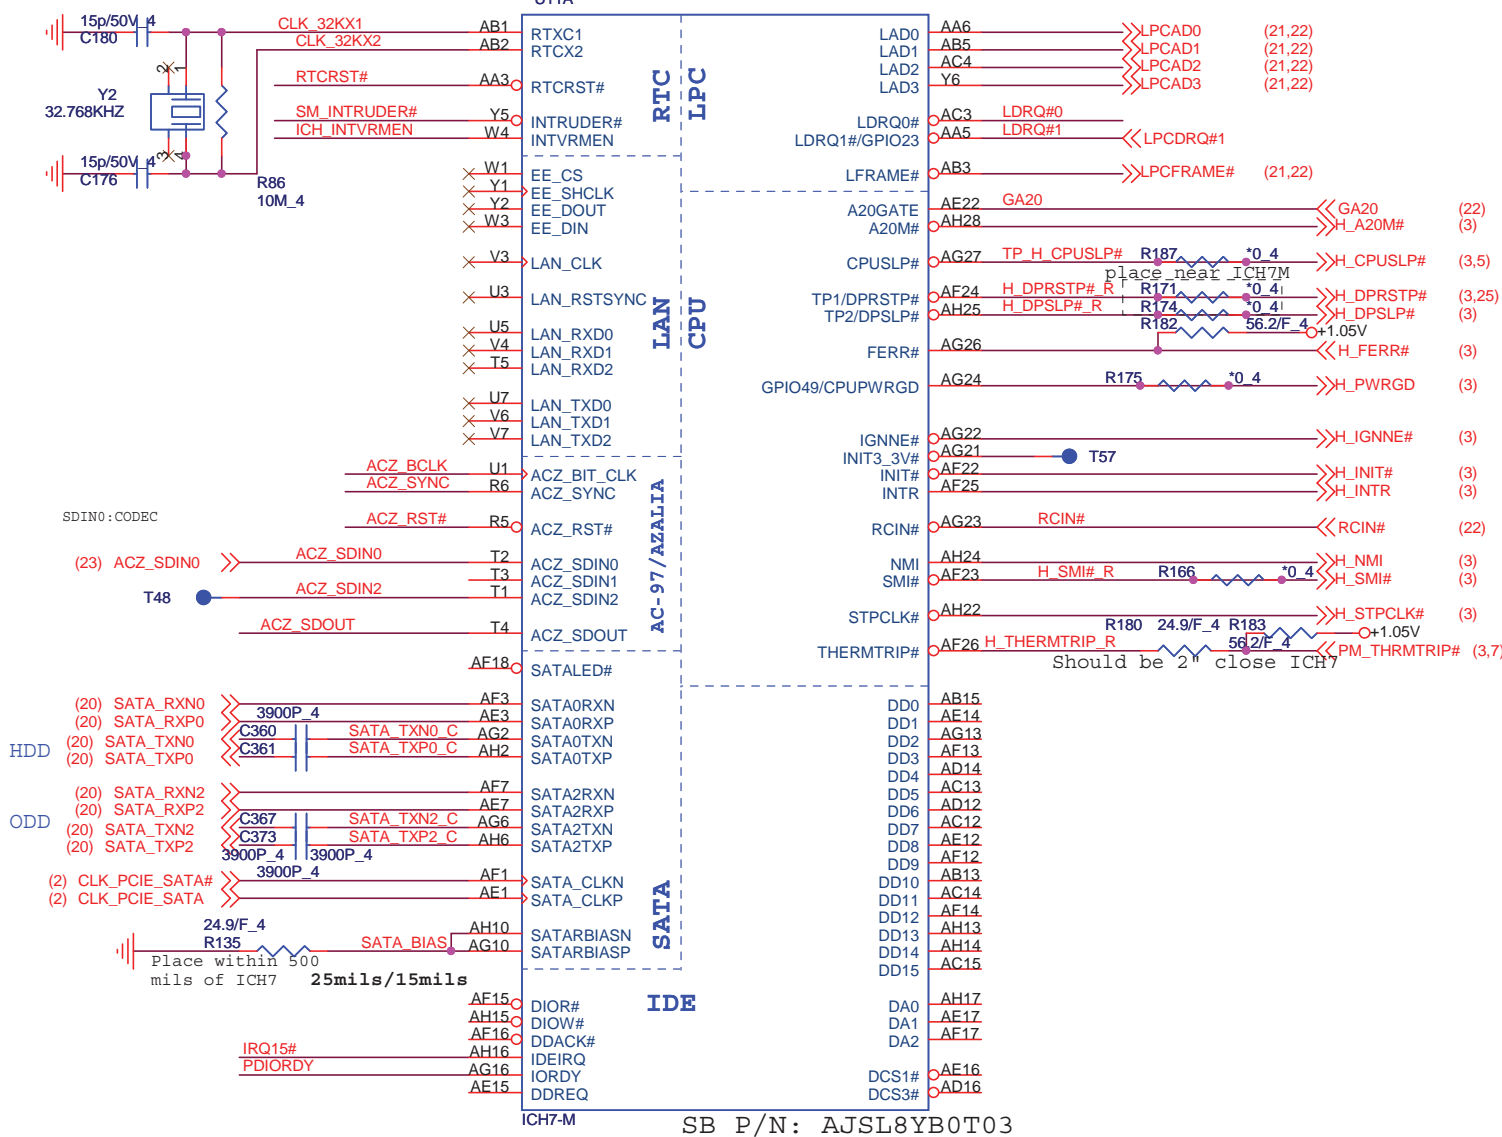 U11A
15p/50V_4
C180
CLK_32KX1
CLK_32KX2
RTCRST#
SM_INTRUDER#
ICH_INTVRMEN
Y2
32.768KHZ
2
1
3
4
15p/50V_4
C176
R86
10M_4
AB1 RTXC1
AB2 RTCX2
AA3 RTCRST#
Y5 INTRUDER#
W4 INTVRMEN
RTC
LPC
W1 EE_CS
Y1 EE_SHCLK
Y2 EE_DOUT
W3 EE_DIN
V3 LAN_CLK
U3 LAN_RSTSYNC
U5 LAN_RXD0
V4 LAN_RXD1
T5 LAN_RXD2
U7 LAN_TXD0
V6 LAN_TXD1
V7 LAN_TXD2
LAN
CPU
ACZ_BCLK U1 ACZ_BIT_CLK
ACZ_SYNC R6 ACZ_SYNC
ACZ_RST# R5 ACZ_RST#
SDIN0:CODEC
(23) ACZ_SDIN0 ACZ_SDIN0 T2 ACZ_SDIN0
T3 ACZ_SDIN1
T48 ACZ_SDIN2 T1 ACZ_SDIN2
ACZ_SDOUT T4 ACZ_SDOUT
AC-97/AZALIA
AF18 SATALED#
(20) SATA_RXN0 AF3 SATA0RXN
(20) SATA_RXP0 3900P_4 AE3 SATA0RXP
HDD
(20) SATA_TXN0 C360 SATA_TXN0_C AG2 SATA0TXN
(20) SATA_TXP0 C361 SATA_TXP0_C AH2 SATA0TXP
(20) SATA_RXN2 AF7 SATA2RXN
(20) SATA_RXP2 AE7 SATA2RXP
ODD
(20) SATA_TXN2 C367 SATA_TXN2_C AG6 SATA2TXN
(20) SATA_TXP2 C373 SATA_TXP2_C AH6 SATA2TXP
3900P_4 3900P_4
3900P_4
(2) CLK_PCIE_SATA# AF1 SATA_CLKN
(2) CLK_PCIE_SATA AE1 SATA_CLKP
24.9/F_4
R135
SATA_BIAS
AH10 SATARBIASN
AG10 SATARBIASP
SATA
Place within 500
mils of ICH7
25mils/15mils
AF15 DIOR#
AH15 DIOW#
AF16 DDACK#
IRQ15# AH16 IDEIRQ
PDIORDY AG16 IORDY
AE15 DDREQ
IDE
LAD0 AA6 LPCAD0 (21,22)
LAD1 AB5 LPCAD1 (21,22)
LAD2 AC4 LPCAD2 (21,22)
LAD3 Y6 LPCAD3 (21,22)
LDRQ0# AC3 LDRQ#0
LDRQ1#/GPIO23 AA5 LDRQ#1 LPCDRQ#1
LFRAME# AB3 LPCFRAME# (21,22)
A20GATE AE22 GA20 GA20 (22)
A20M# AH28 H_A20M# (3)
CPUSLP# AG27 TP_H_CPUSLP# R187 *0_4 H_CPUSLP# (3,5)
place near ICH7M
TP1/DPRSTP# AF24 H_DPRSTP#_R R171 *0_4 H_DPRSTP# (3,25)
TP2/DPSLP# AH25 H_DPSLP#_R R174 *0_4 H_DPSLP# (3)
R182 56.2/F_4 +1.05V
FERR# AG26 H_FERR# (3)
GPIO49/CPUPWRGD AG24 R175 *0_4 H_PWRGD (3)
IGNNE# AG22 H_IGNNE# (3)
INIT3_3V# AG21 T57
INIT# AF22 H_INIT# (3)
INTR AF25 H_INTR (3)
RCIN# AG23 RCIN# RCIN# (22)
NMI AH24 H_NMI (3)
SMI# AF23 H_SMI#_R R166 *0_4 H_SMI# (3)
STPCLK# AH22 H_STPCLK# (3)
R180 24.9/F_4 R183 +1.05V
THERMTRIP# AF26 H_THERMTRIP_R 56.2/F_4 PM_THRMTRIP# (3,7)
Should be 2" close ICH7
DD0 AB15
DD1 AE14
DD2 AG13
DD3 AF13
DD4 AD14
DD5 AC13
DD6 AD12
DD7 AC12
DD8 AE12
DD9 AF12
DD10 AB13
DD11 AC14
DD12 AF14
DD13 AH13
DD14 AH14
DD15 AC15
DA0 AH17
DA1 AE17
DA2 AF17
DCS1# AE16
DCS3# AD16
ICH7-M
SB P/N: AJSL8YB0T03